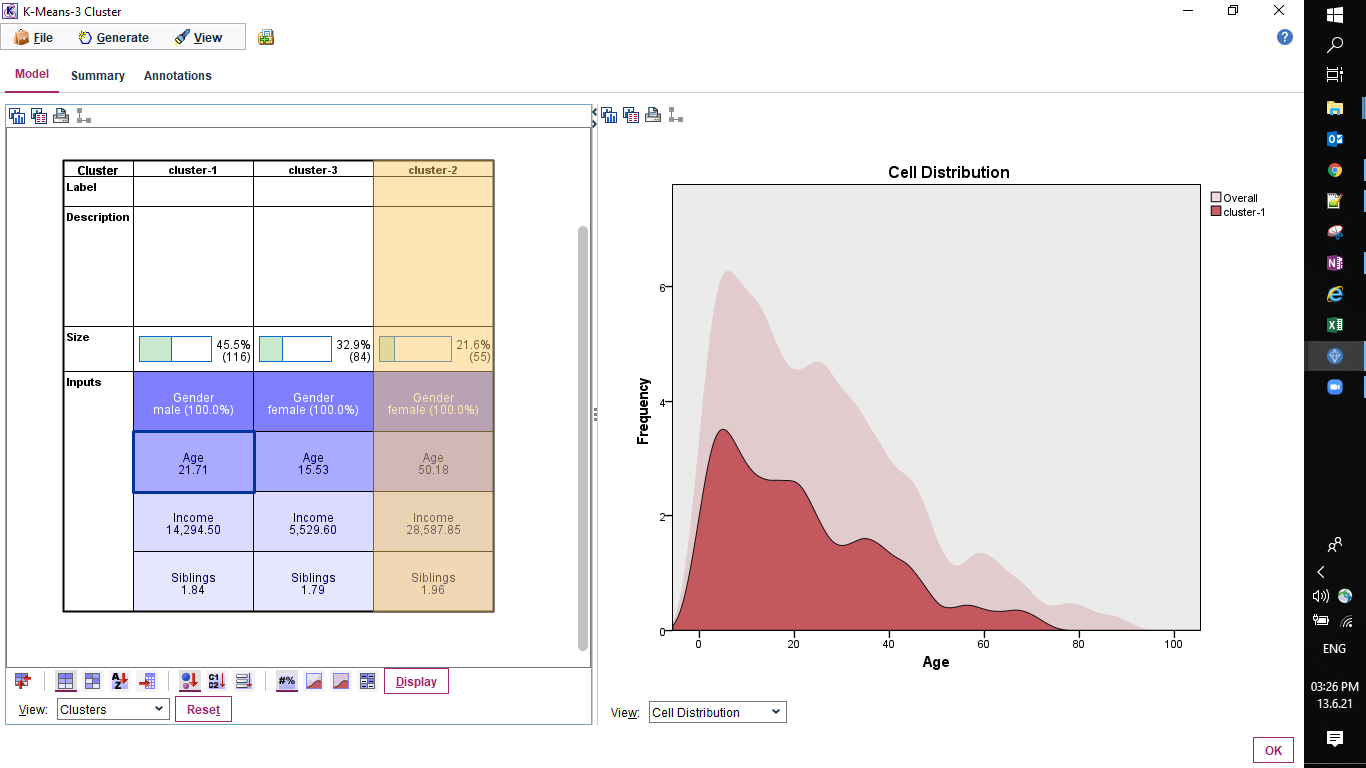 K-Means-3 Cluster
File Generate View
Model Summary Annotations
Cluster cluster-1 cluster-3 cluster-2
Label
Description
Size 45.5% (116) 32.9% (84) 21.6% (55)
Inputs
Gender male (100.0%) Gender female (100.0%) Gender female (100.0%)
Age 21.71 Age 15.53 Age 50.18
Income 14,294.50 Income 5,529.60 Income 28,587.85
Siblings 1.84 Siblings 1.79 Siblings 1.96
#% Display
View: Clusters Reset
Cell Distribution
Overall
cluster-1
Frequency
6
4
2
0
0 20 40 60 80 100
Age
View: Cell Distribution
OK
ENG
03:26 PM
13.6.21